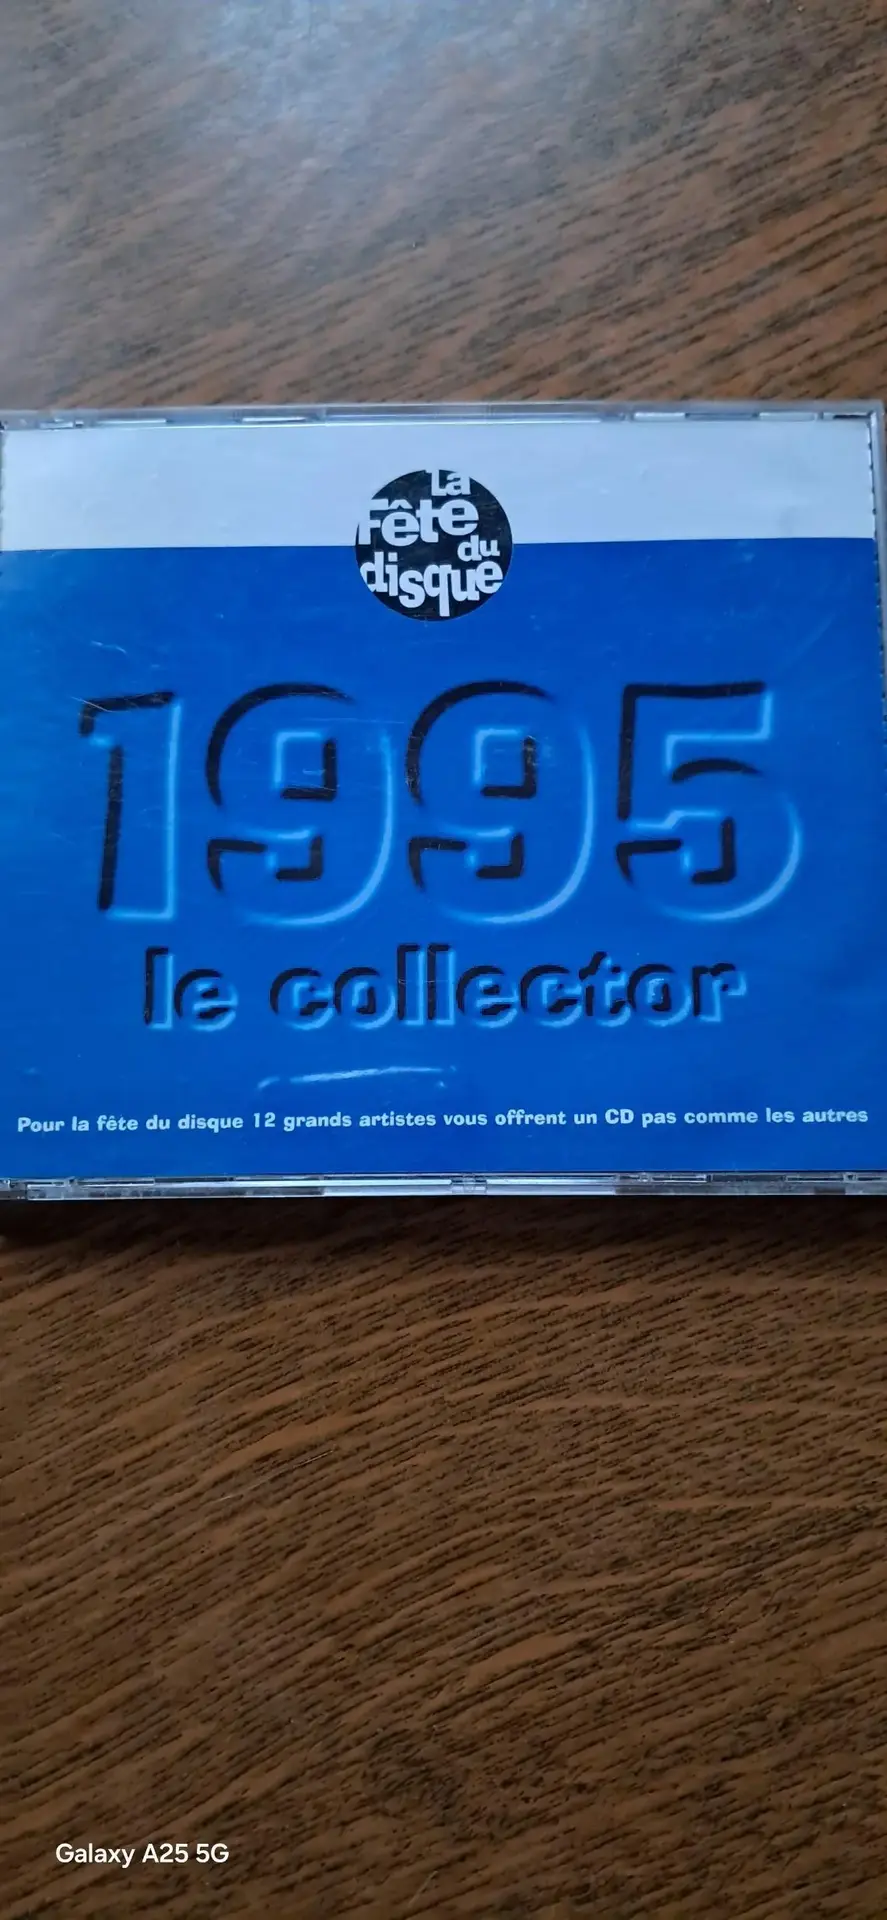 La
Fête
du
disque
1995
le collector
Pour la fête du disque 12 grands artistes vous offrent un CD pas comme les autres
Galaxy A25 5G